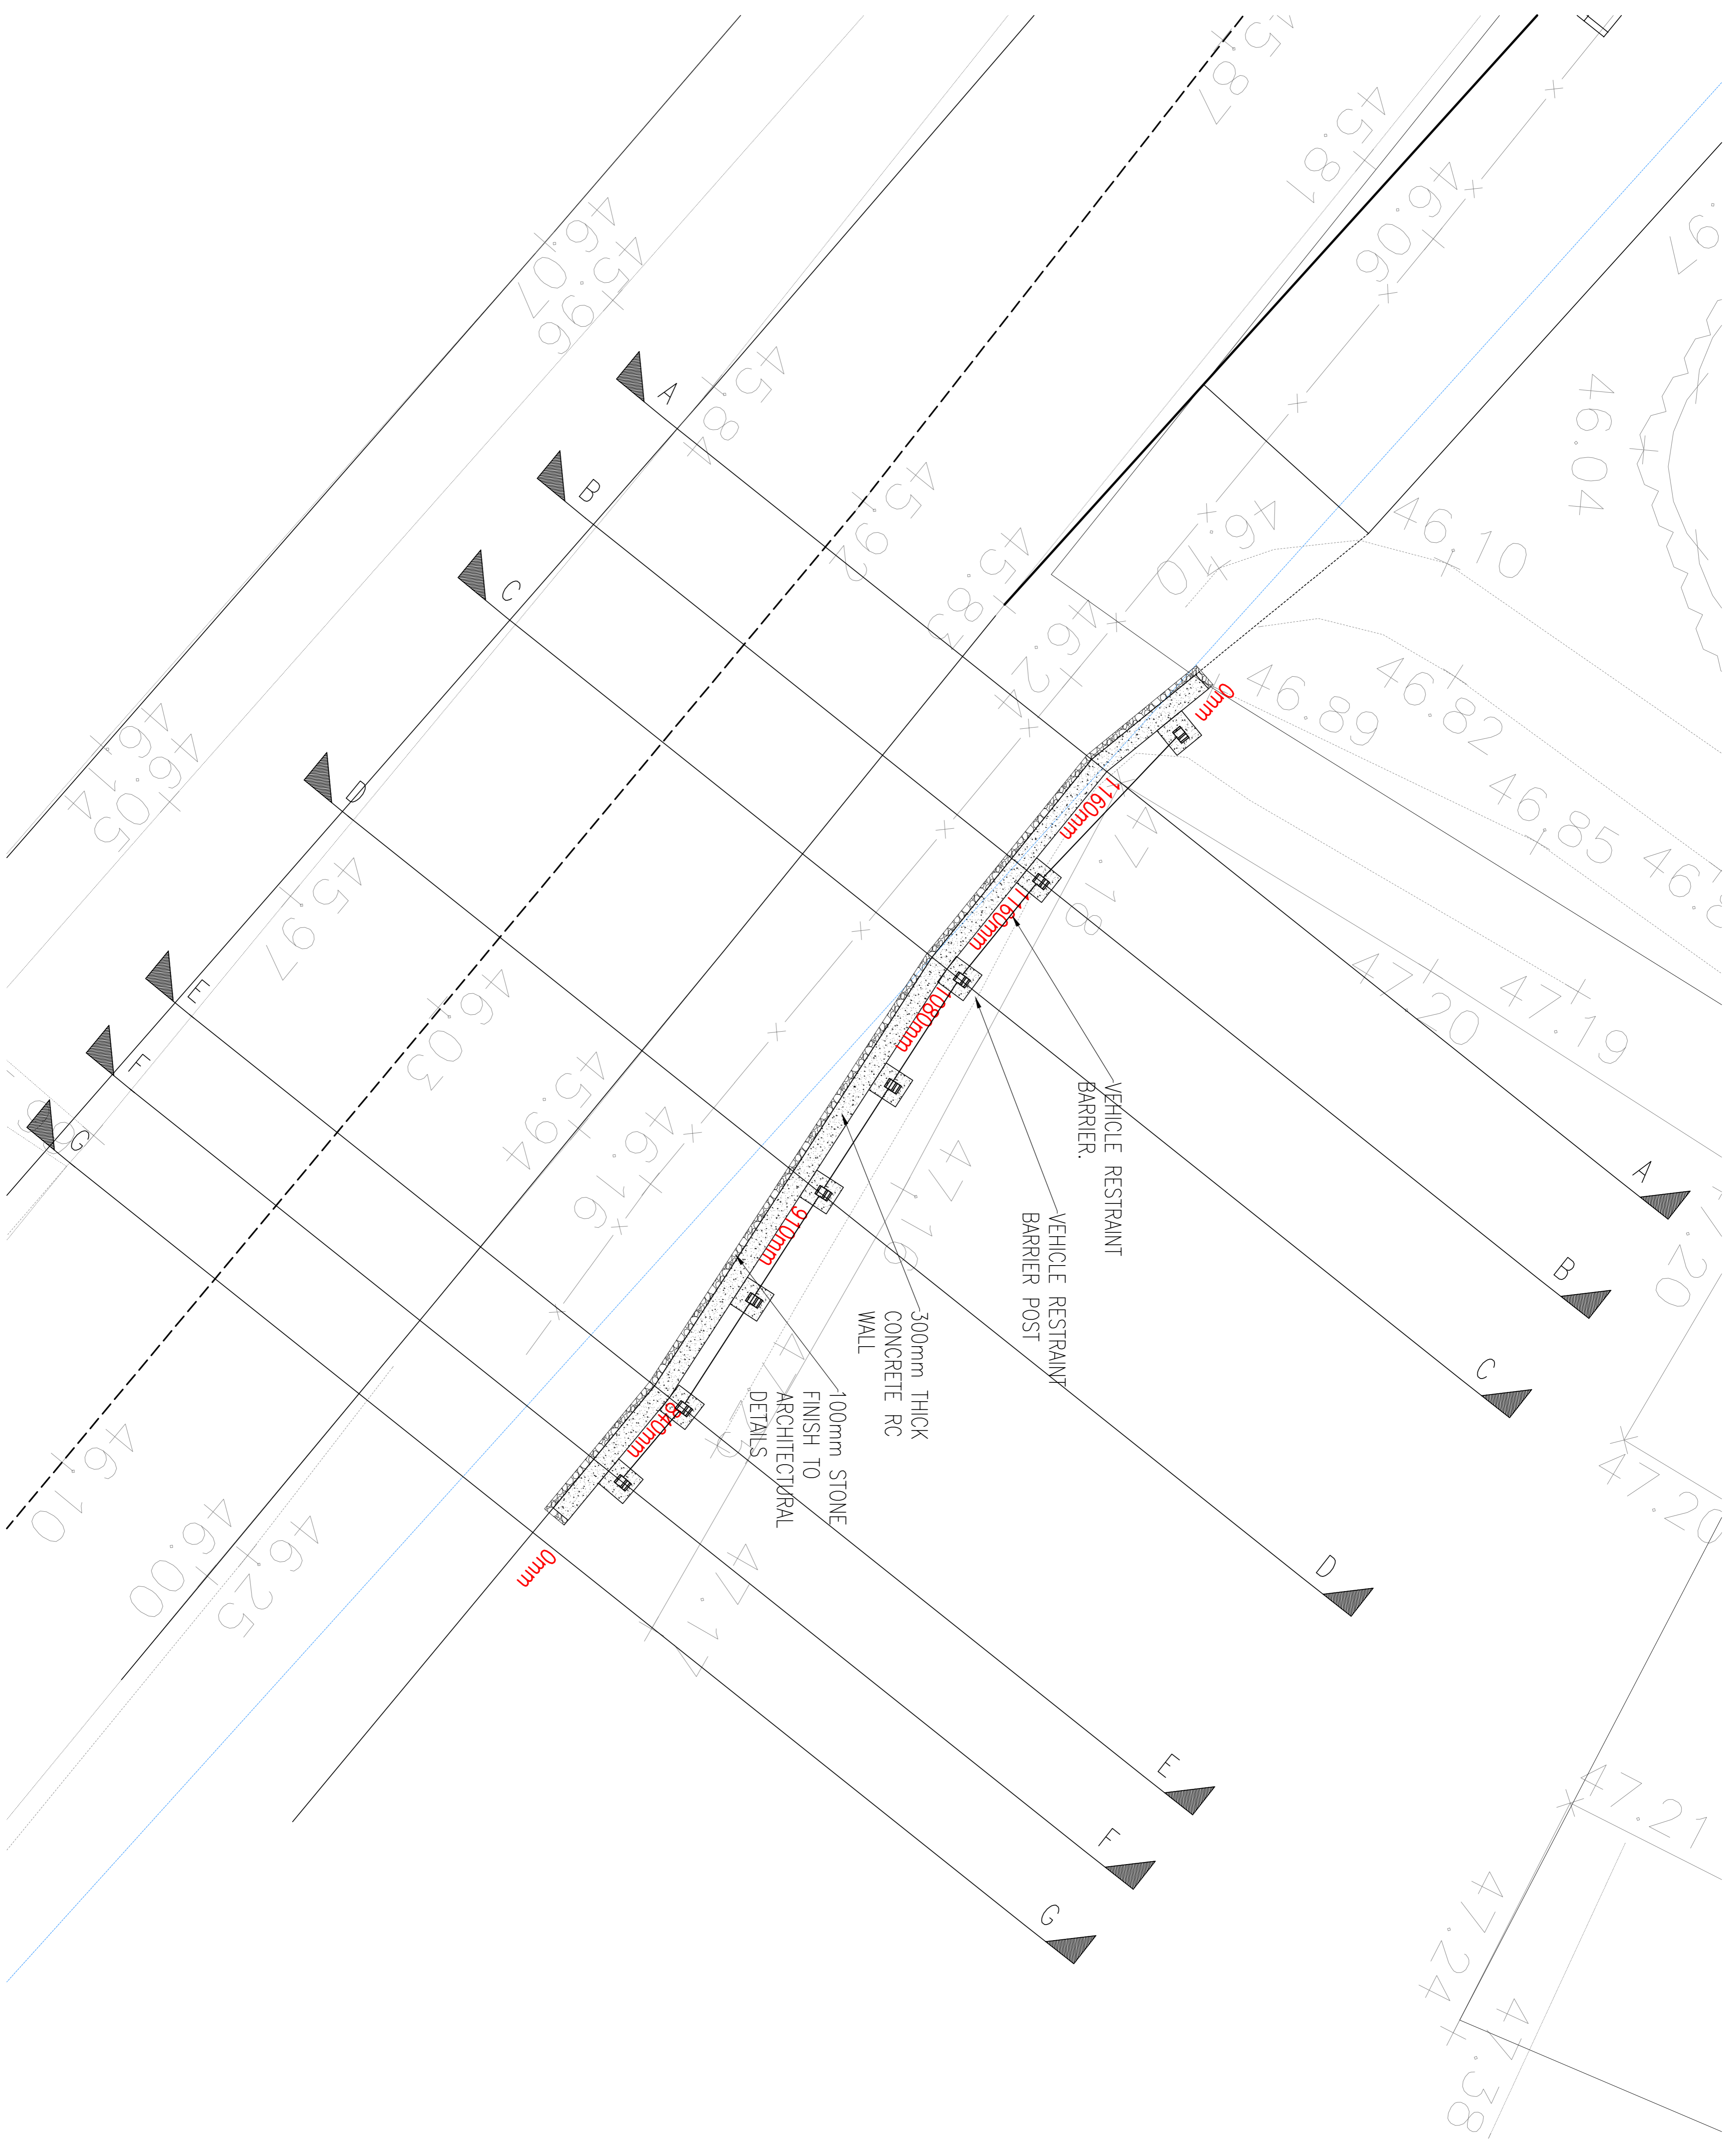 45.87
45.87
46.06
46.07
45.96
46.04
45.84
45.92
46.10
46.10
45.83
46.24
46.82
46.89
46.85
0mm
1160mm
47.18
1160mm
1080mm
47.20
47.19
46.14
46.05
45.97
46.03
45.94
46.16
47.16
910mm
840mm
0mm
VEHICLE RESTRAINT
BARRIER.
VEHICLE RESTRAINT
BARRIER POST
300mm THICK
CONCRETE RC
WALL
100mm STONE
FINISH TO
ARCHITECTURAL
DETAILS
A
B
C
D
E
F
G
A
B
C
D
E
F
G
47.20
47.21
47.24
47.38
46.10
46.00
46.25